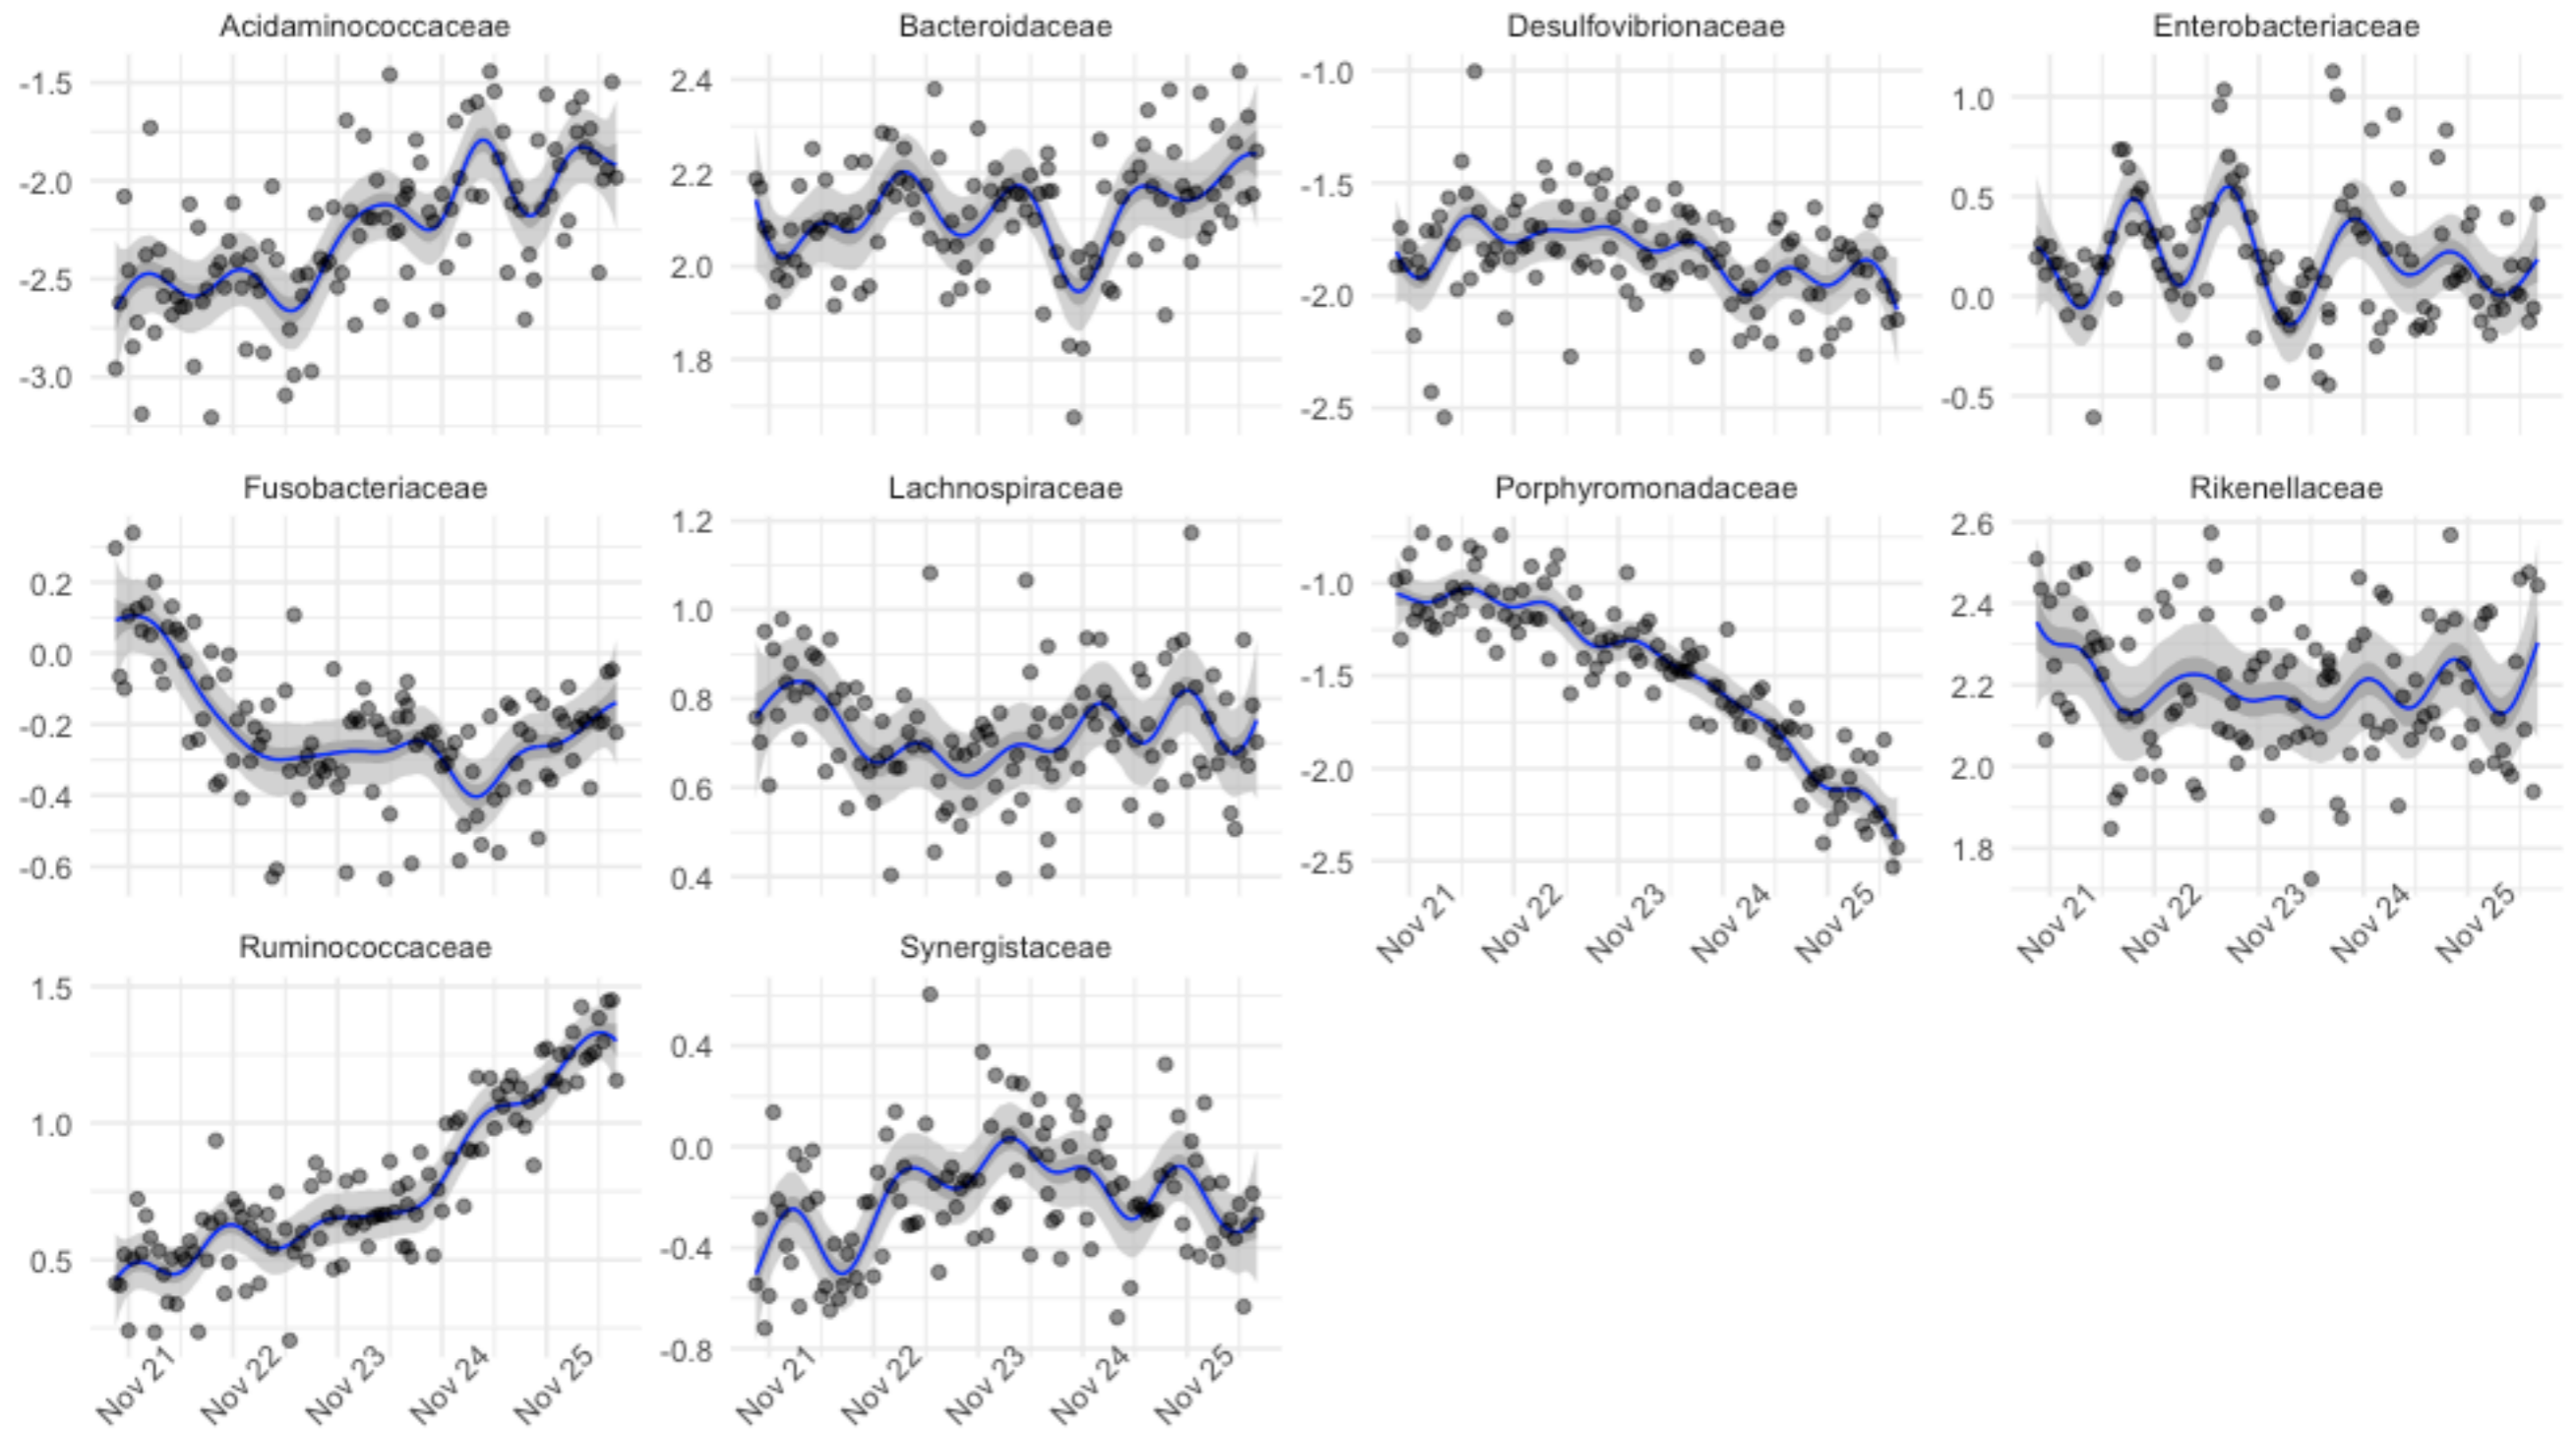 Acidaminococcaceae
-1.5
-2.0
-2.5
-3.0
Bacteroidaceae
2.4
2.2
2.0
1.8
Desulfovibrionaceae
-1.0
-1.5
-2.0
-2.5
Enterobacteriaceae
1.0
0.5
0.0
-0.5
Fusobacteriaceae
0.2
0.0
-0.2
-0.4
-0.6
Lachnospiraceae
1.2
1.0
0.8
0.6
0.4
Porphyromonadaceae
-1.0
-1.5
-2.0
-2.5
Nov 21
Nov 22
Nov 23
Nov 24
Nov 25
Rikenellaceae
2.6
2.4
2.2
2.0
1.8
Nov 21
Nov 22
Nov 23
Nov 24
Nov 25
Ruminococcaceae
1.5
1.0
0.5
Nov 21
Nov 22
Nov 23
Nov 24
Nov 25
Synergistaceae
0.4
0.0
-0.4
-0.8
Nov 21
Nov 22
Nov 23
Nov 24
Nov 25